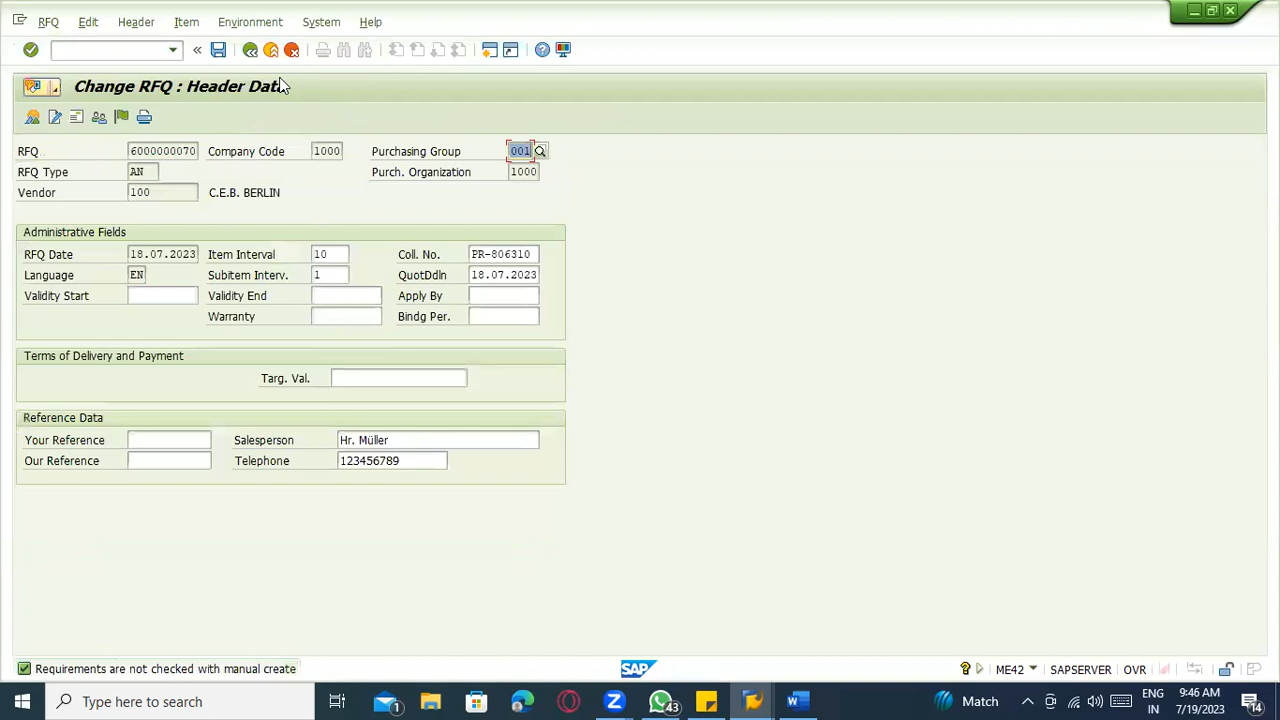 RFQ Edit Header Item Environment System Help
Change RFQ : Header Data
RFQ 6000000070 Company Code 1000 Purchasing Group 001
RFQ Type AN Purch. Organization 1000
Vendor 100 C.E.B. BERLIN
Administrative Fields
RFQ Date 18.07.2023 Item Interval 10 Coll. No. PR-806310
Language EN Subitem Interv. 1 QuotDdln 18.07.2023
Validity Start Validity End Apply By
Warranty Bindg Per.
Terms of Delivery and Payment
Targ. Val.
Reference Data
Your Reference Salesperson Hr. Müller
Our Reference Telephone 123456789
Requirements are not checked with manual create SAP ME42 SAPSERVER OVR
Type here to search 1 43 Match ENG IN 9:46 AM 7/19/2023 14